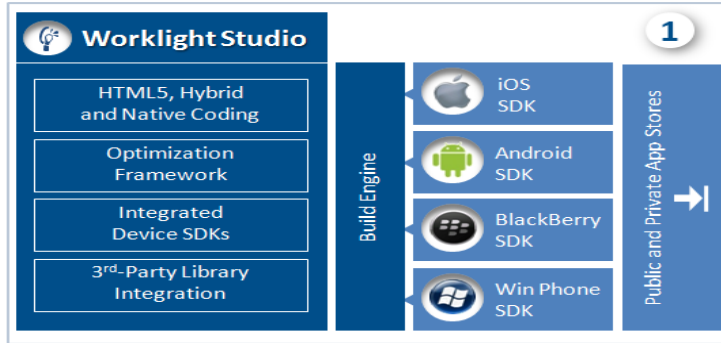 Worklight Studio
HTML5, Hybrid
and Native Coding
Optimization
Framework
Integrated
Device SDKs
3rd-Party Library
Integration
Build Engine
iOS
SDK
Android
SDK
BlackBerry
SDK
Win Phone
SDK
1
Public and Private App Stores